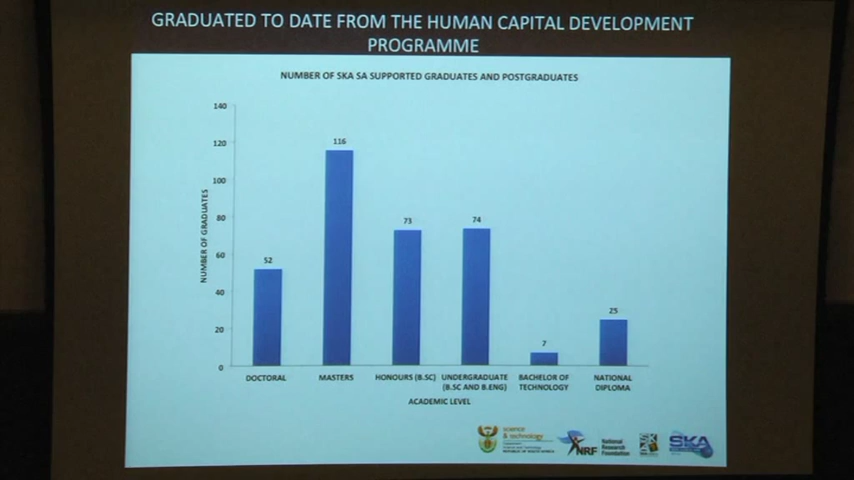 GRADUATED TO DATE FROM THE HUMAN CAPITAL DEVELOPMENT
PROGRAMME
NUMBER OF SKA SA SUPPORTED GRADUATES AND POSTGRADUATES
140
120
100
80
60
40
20
0
NUMBER OF GRADUATES
52
116
73
74
7
25
DOCTORAL
MASTERS
HONOURS (B.SC)
UNDERGRADUATE
(B.SC AND B.ENG)
BACHELOR OF
TECHNOLOGY
NATIONAL
DIPLOMA
ACADEMIC LEVEL
science
& technology
REPUBLIC OF SOUTH AFRICA
NRF
National
Research
Foundation
SKA